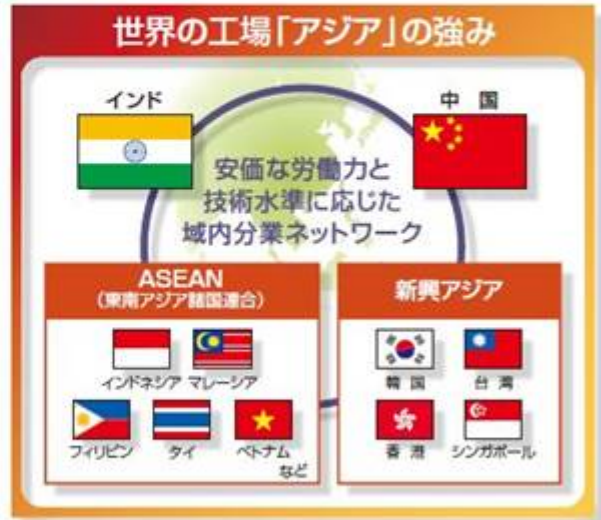 世界の工場「アジア」の強み
インド
中国
安価な労働力と
技術水準に応じた
域内分業ネットワーク
ASEAN
(東南アジア諸国連合)
インドネシア マレーシア
フィリピン タイ ベトナム
など
新興アジア
韓国 台湾
香港 シンガポール